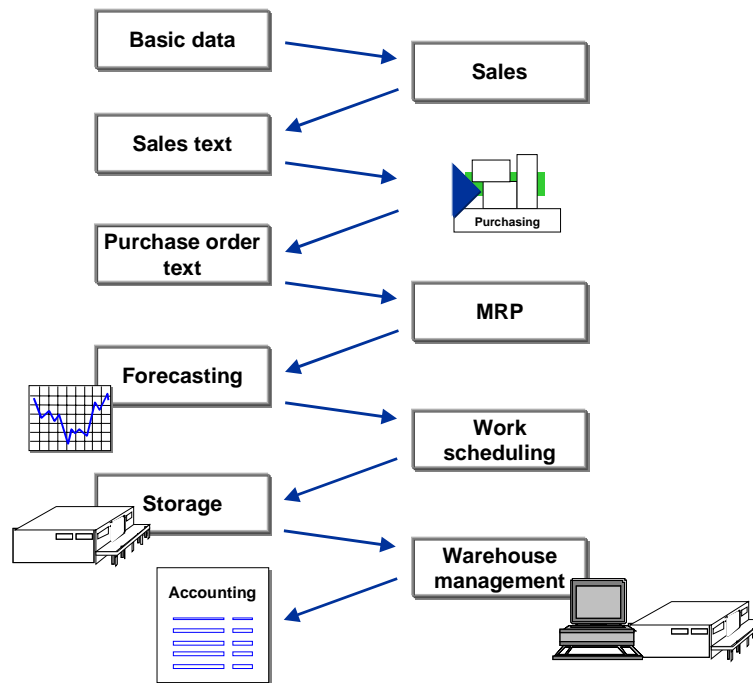 Basic data
Sales
Sales text
Purchasing
Purchase order
text
MRP
Forecasting
Work
scheduling
Storage
Warehouse
management
Accounting